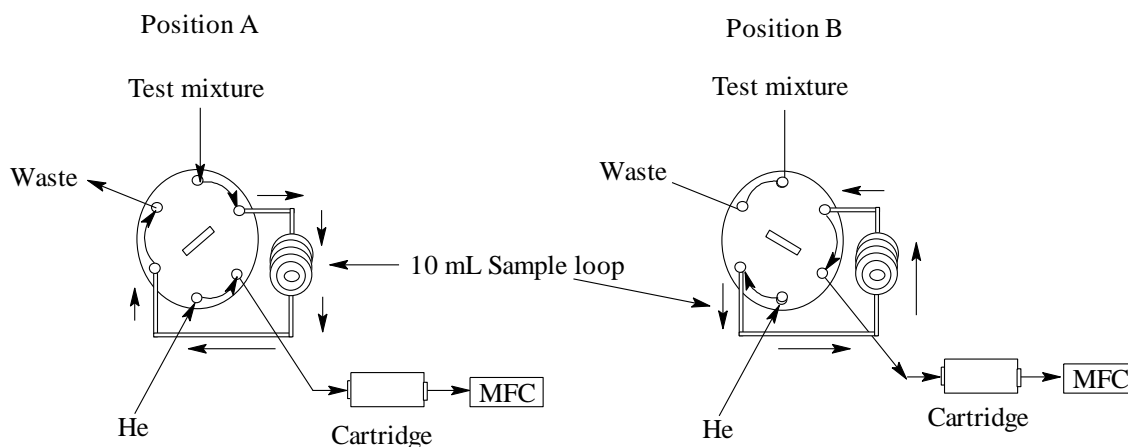 Position A
Position B
Test mixture
Test mixture
Waste
Waste
10 mL Sample loop
He
He
MFC
MFC
Cartridge
Cartridge